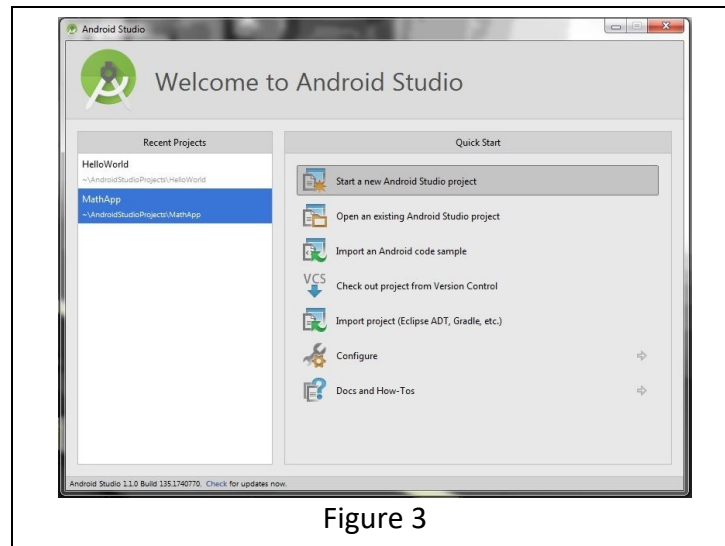 Android Studio
Welcome to Android Studio
Recent Projects
HelloWorld
~\AndroidStudioProjects\HelloWorld
MathApp
~\AndroidStudioProjects\MathApp
Quick Start
Start a new Android Studio project
Open an existing Android Studio project
Import an Android code sample
VCS
Check out project from Version Control
Import project (Eclipse ADT, Gradle, etc.)
Configure
Docs and How-Tos
Android Studio 1.1.0 Build 135.1740770. Check for updates now.
Figure 3